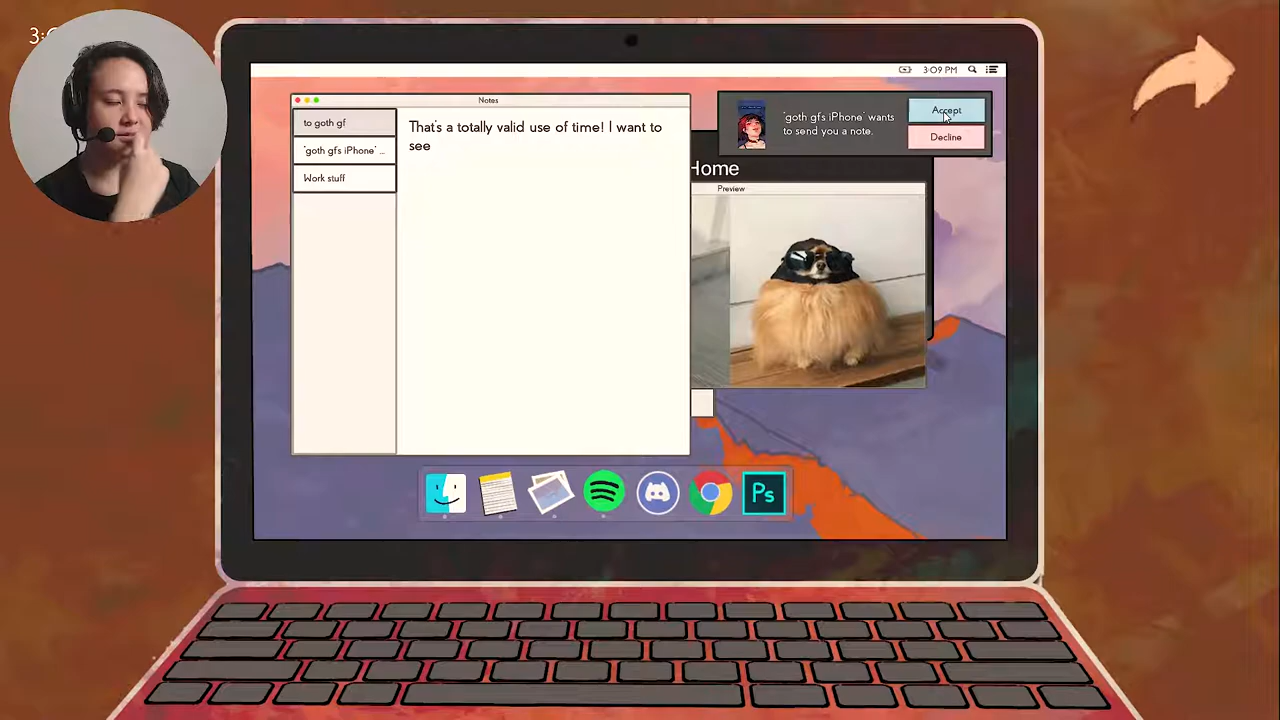 3:09 PM
Notes
to goth gf
'goth gfs iPhone' ...
Work stuff
That's a totally valid use of time! I want to
see
'goth gfs iPhone' wants
to send you a note.
Accept
Decline
Home
Preview
Ps